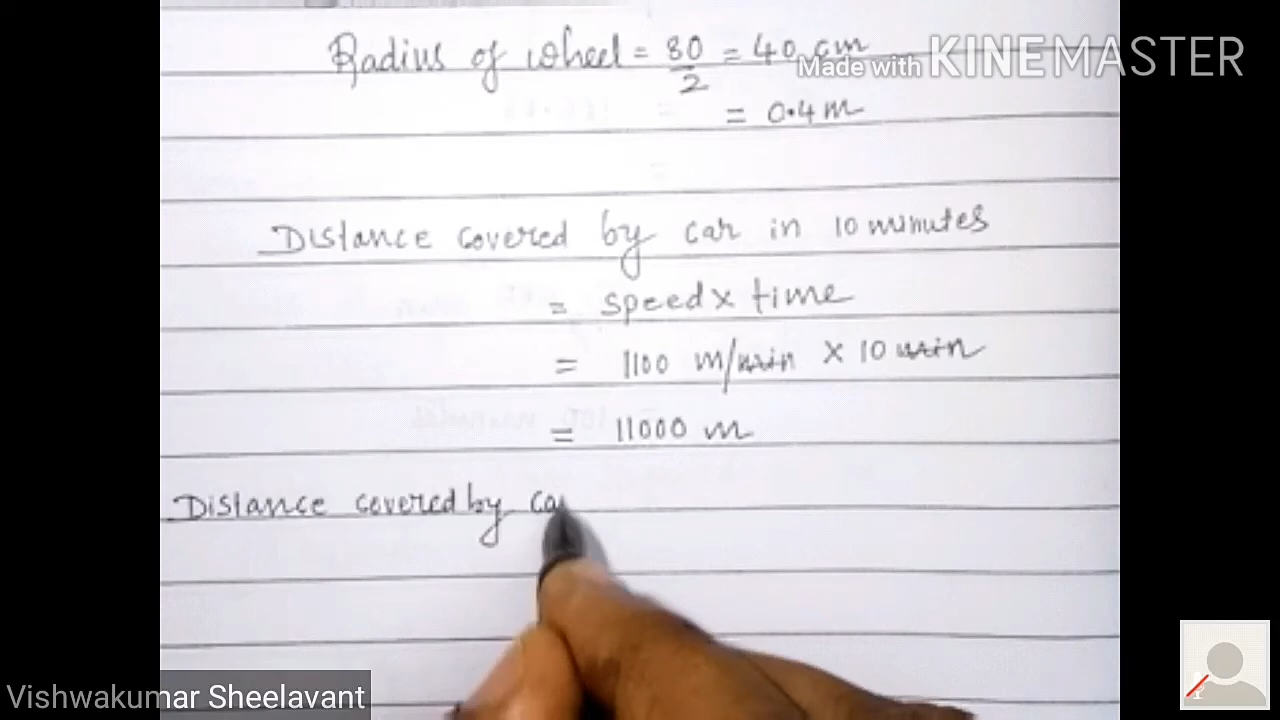 Radius of wheel = 80/2 = 40 cm
Made with KINEMASTER
= 0.4 m
Distance covered by car in 10 minutes
= speed x time
= 1100 m/min x 10 min
= 11000 m
Distance covered by ca
Vishwakumar Sheelavant